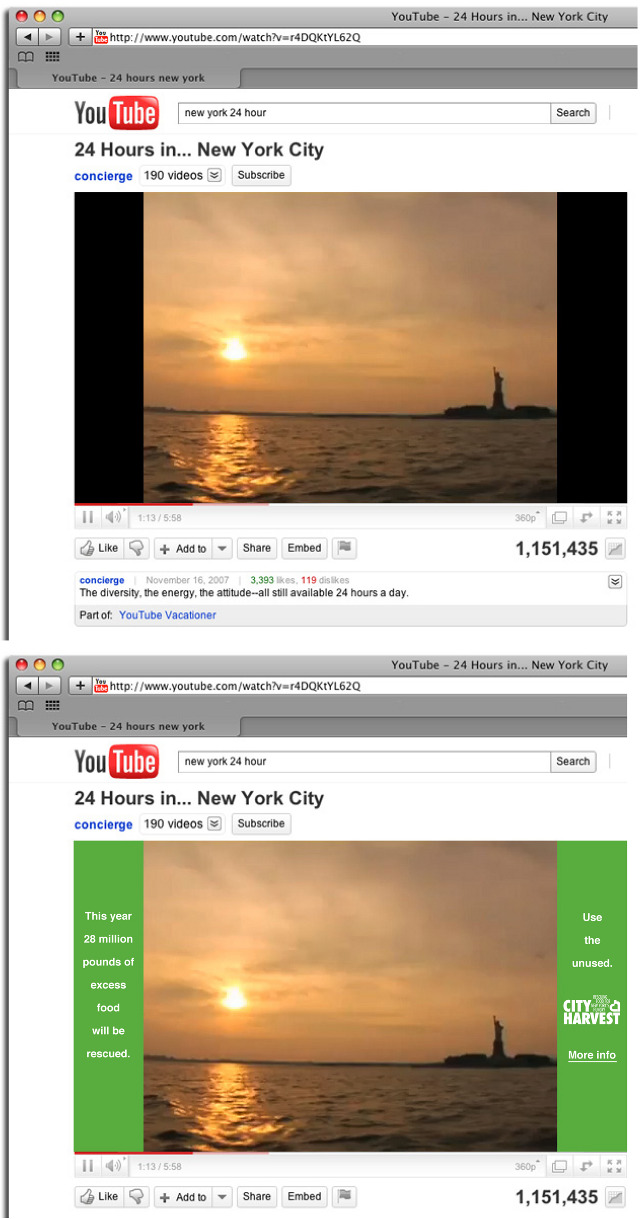 YouTube - 24 Hours in... New York City
You Tube http://www.youtube.com/watch?v=r4DQKtYL62Q
YouTube - 24 hours new york
YouTube new york 24 hour Search
24 Hours in... New York City
concierge 190 videos Subscribe
1:13 / 5:58 360p
Like Add to Share Embed 1,151,435
concierge November 16, 2007 3,393 likes, 119 dislikes
The diversity, the energy, the attitude--all still available 24 hours a day.
Part of: YouTube Vacationer
YouTube - 24 Hours in... New York City
You Tube http://www.youtube.com/watch?v=r4DQKtYL62Q
YouTube - 24 hours new york
YouTube new york 24 hour Search
24 Hours in... New York City
concierge 190 videos Subscribe
This year
28 million
pounds of
excess
food
will be
rescued.
Use
the
unused.
CITY
HARVEST
More info
1:13 / 5:58 360p
Like Add to Share Embed 1,151,435